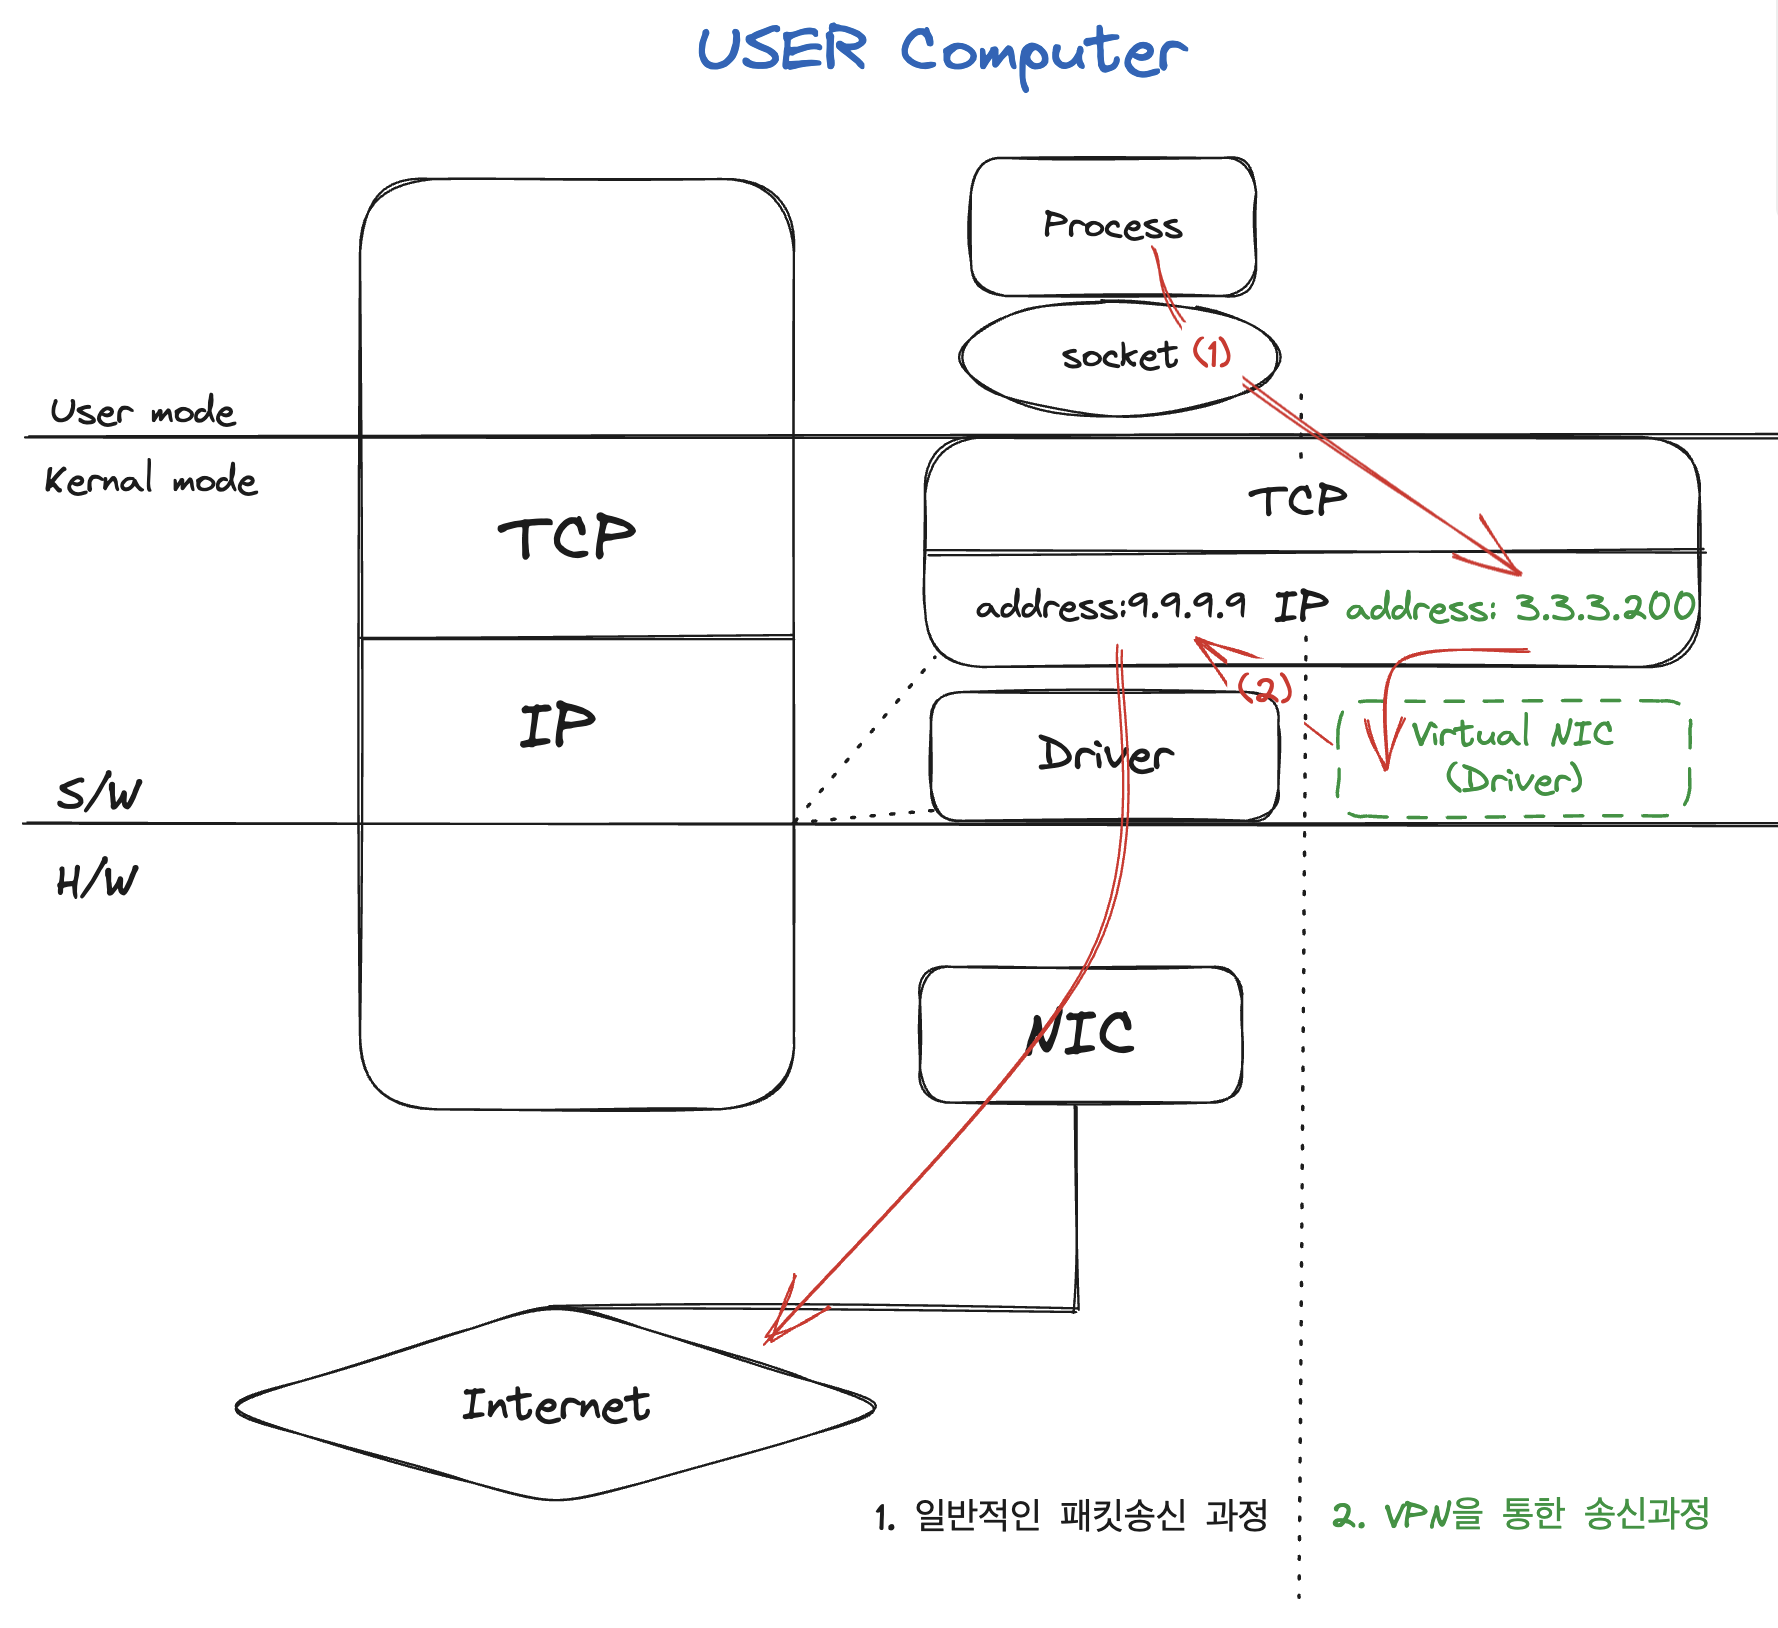 USER Computer
Process
socket (1)
User mode
Kernal mode
TCP
TCP
address:9.9.9.9 IP address: 3.3.3.200
(2)
IP
Driver
Virtual NIC
(Driver)
S/W
H/W
NIC
Internet
1. 일반적인 패킷송신 과정
2. VPN을 통한 송신과정